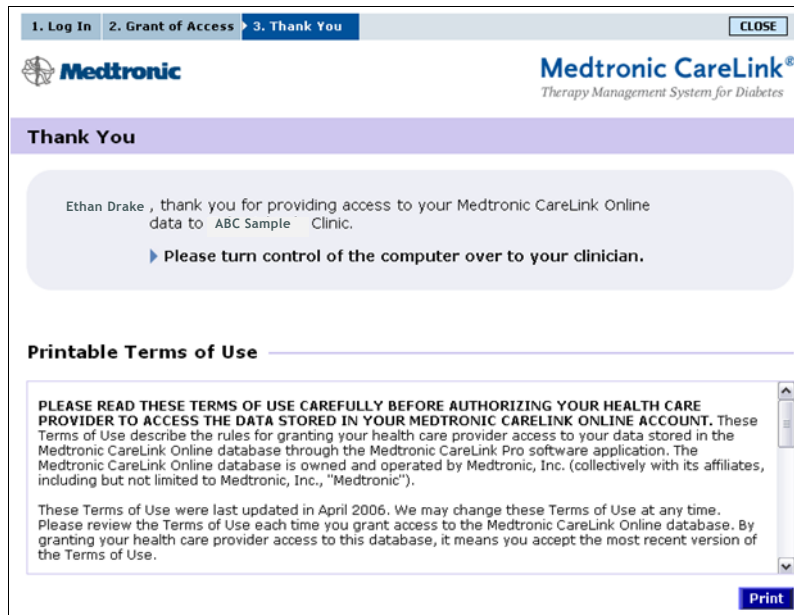 1. Log In 2. Grant of Access 3. Thank You CLOSE
Medtronic
Medtronic CareLink®
Therapy Management System for Diabetes
Thank You
Ethan Drake , thank you for providing access to your Medtronic CareLink Online
data to ABC Sample Clinic.
Please turn control of the computer over to your clinician.
Printable Terms of Use
PLEASE READ THESE TERMS OF USE CAREFULLY BEFORE AUTHORIZING YOUR HEALTH CARE
PROVIDER TO ACCESS THE DATA STORED IN YOUR MEDTRONIC CARELINK ONLINE ACCOUNT. These
Terms of Use describe the rules for granting your health care provider access to your data stored in the
Medtronic CareLink Online database through the Medtronic CareLink Pro software application. The
Medtronic CareLink Online database is owned and operated by Medtronic, Inc. (collectively with its affiliates,
including but not limited to Medtronic, Inc., "Medtronic").
These Terms of Use were last updated in April 2006. We may change these Terms of Use at any time.
Please review the Terms of Use each time you grant access to the Medtronic CareLink Online database. By
granting your health care provider access to this database, it means you accept the most recent version of
the Terms of Use.
Print